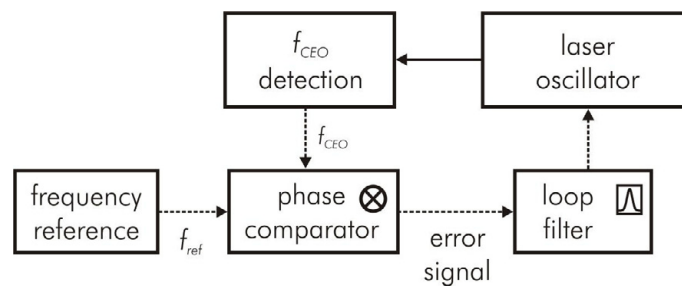 f_CEO
detection
laser
oscillator
f_CEO
frequency
reference
f_ref
phase
comparator
error
signal
loop
filter